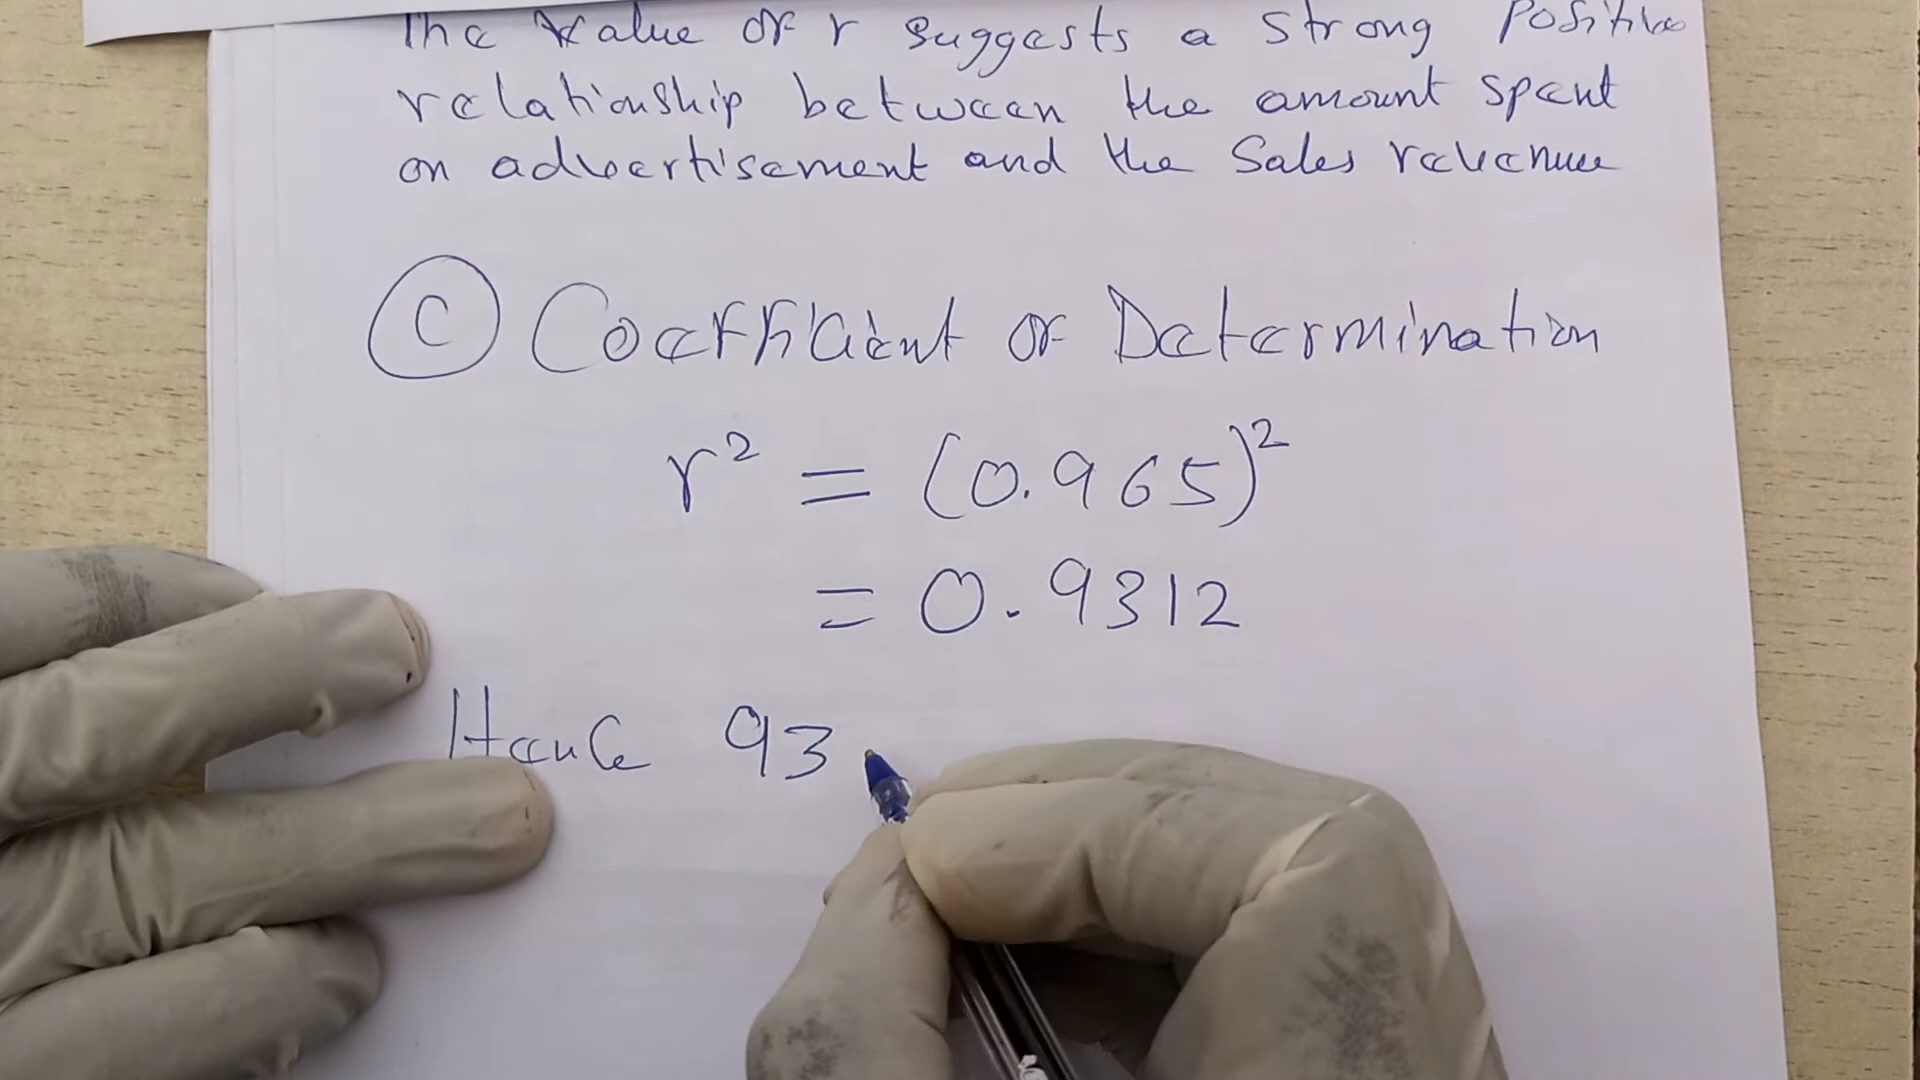 The value of r suggests a strong positive
relationship between the amount spent
on advertisement and the Sales revenue
C Coefficient of Determination
r² = (0.965)²
= 0.9312
Hence 93